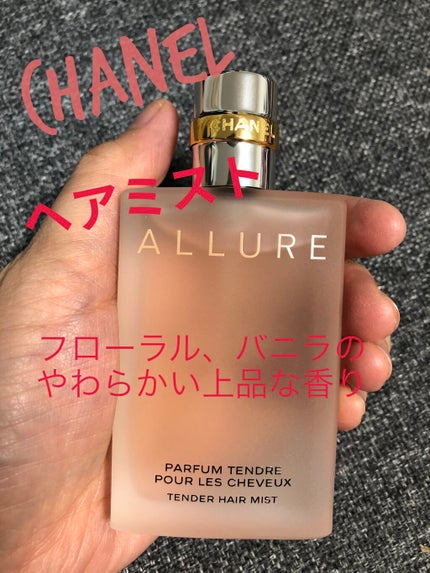 CHANEL
CHANEL
ヘアミスト
ALLURE
フローラル、バニラの
やわらかい上品な香り
PARFUM TENDRE
POUR LES CHEVEUX
TENDER HAIR MIST